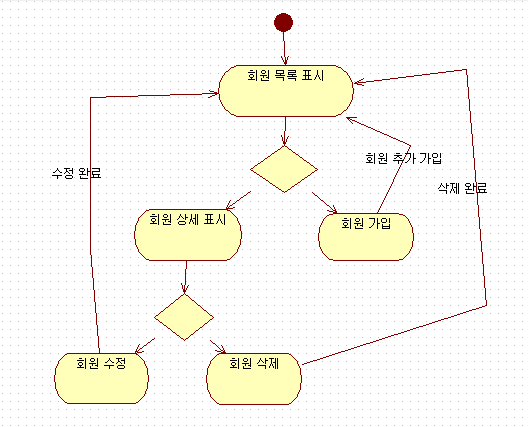 회원 목록 표시
회원 추가 가입
수정 완료
삭제 완료
회원 상세 표시
회원 가입
회원 수정
회원 삭제